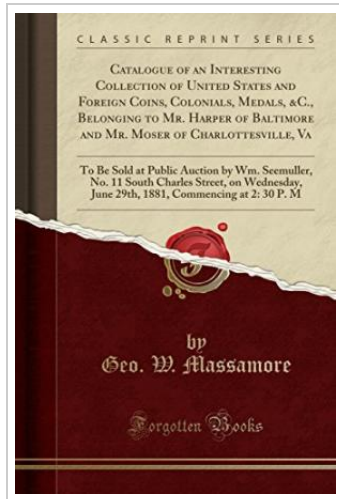 CLASSIC REPRINT SERIES
CATALOGUE OF AN INTERESTING
COLLECTION OF UNITED STATES AND
FOREIGN COINS, COLONIALS, MEDALS, &C.,
BELONGING TO MR. HARPER OF BALTIMORE
AND MR. MOSER OF CHARLOTTESVILLE, VA
To Be Sold at Public Auction by Wm. Seemuller,
No. 11 South Charles Street, on Wednesday,
June 29th, 1881, Commencing at 2: 30 P. M
by
Geo. W. Massamore
Forgotten Books